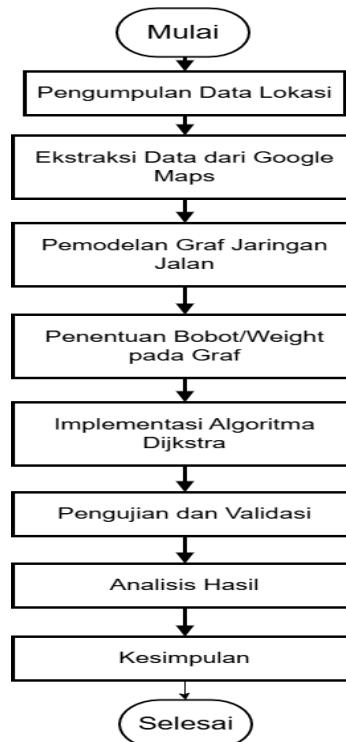 Mulai
Pengumpulan Data Lokasi
Ekstraksi Data dari Google
Maps
Pemodelan Graf Jaringan
Jalan
Penentuan Bobot/Weight
pada Graf
Implementasi Algoritma
Dijkstra
Pengujian dan Validasi
Analisis Hasil
Kesimpulan
Selesai